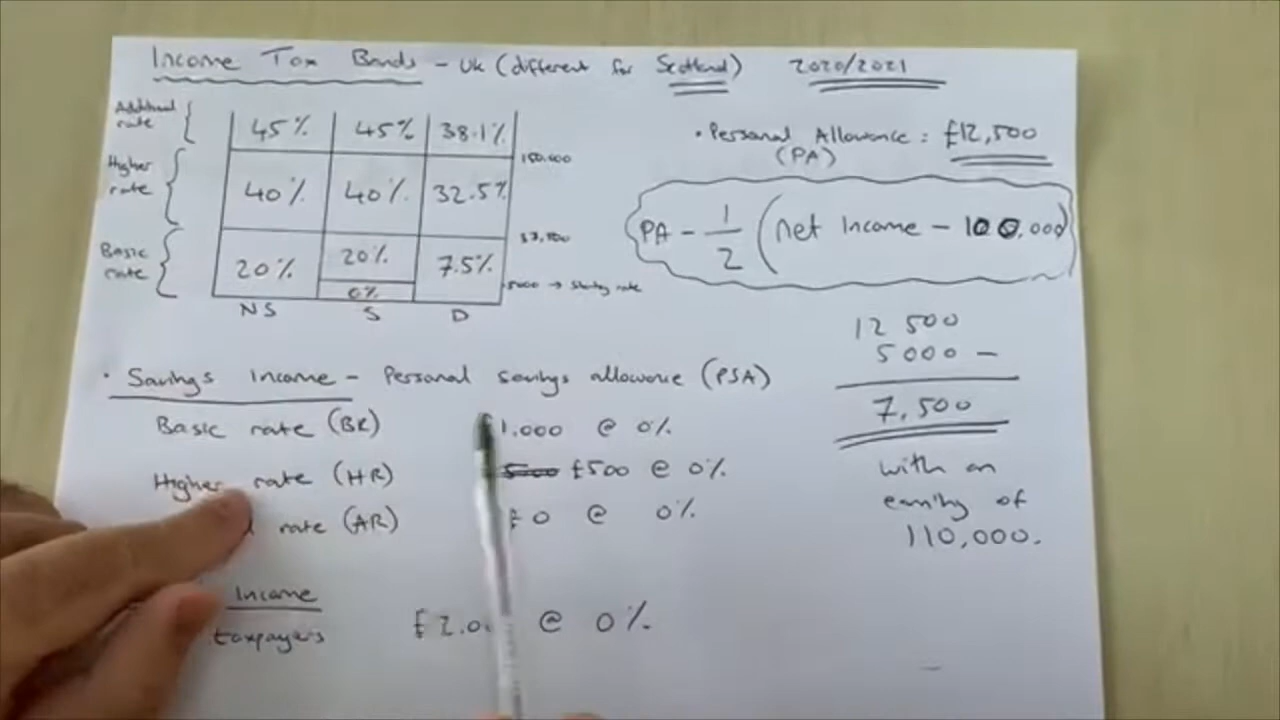 Income Tax Bands - UK (different for Scotland) 2020/2021
Additional rate
45% 45% 38.1%
150,000
Higher rate
40% 40% 32.5%
37,500
Basic rate
20% 20% 7.5%
0%
5000 → Starting rate
NS S D
• Personal Allowance : £12,500
(PA)
PA - 1/2 (net Income - 100,000)
12 500
5000 -
7,500
with an
earning of
110,000.
• Savings Income - Personal savings allowance (PSA)
Basic rate (BR) £1,000 @ 0%
Higher rate (HR) £500 @ 0%
rate (AR) £0 @ 0%
Income
taxpayers £2.0 @ 0%